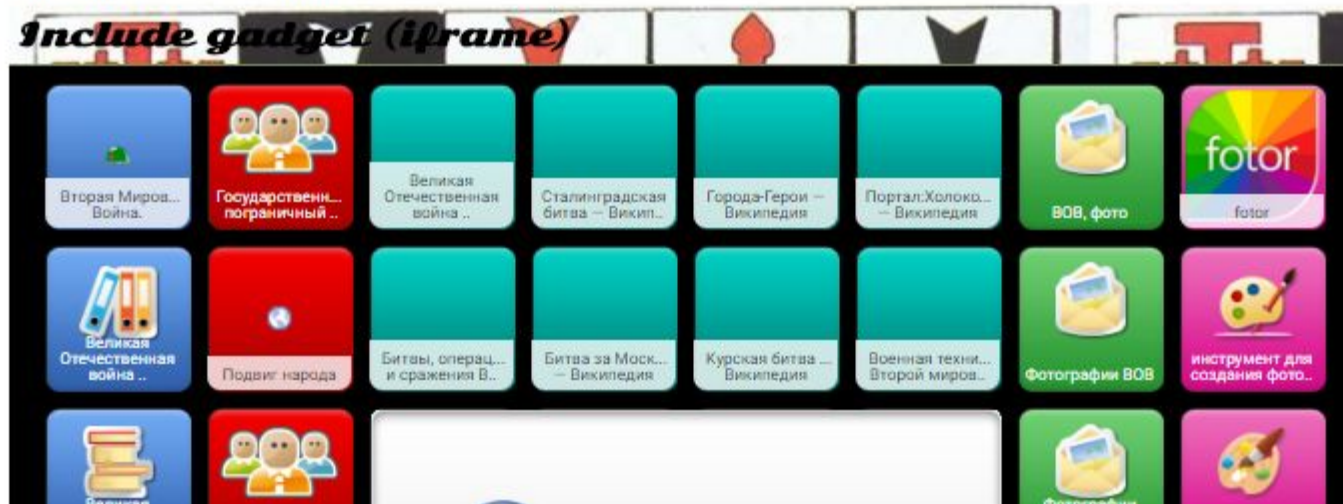 Include gadget (iframe)
Вторая Миров...
Война.
Государственн...
пограничный ..
Великая
Отечественная
война ..
Сталинградская
битва — Викип..
Города-Герои —
Википедия
Портал:Холоко...
— Википедия
ВОВ, фото
fotor
fotor
Великая
Отечественная
война ..
Подвиг народа
Битвы, операц...
и сражения В..
Битва за Моск...
— Википедия
Курская битва ...
Википедия
Военная техни...
Второй миров..
Фотографии ВОВ
инструмент для
создания фото..
Великая
Фотографии